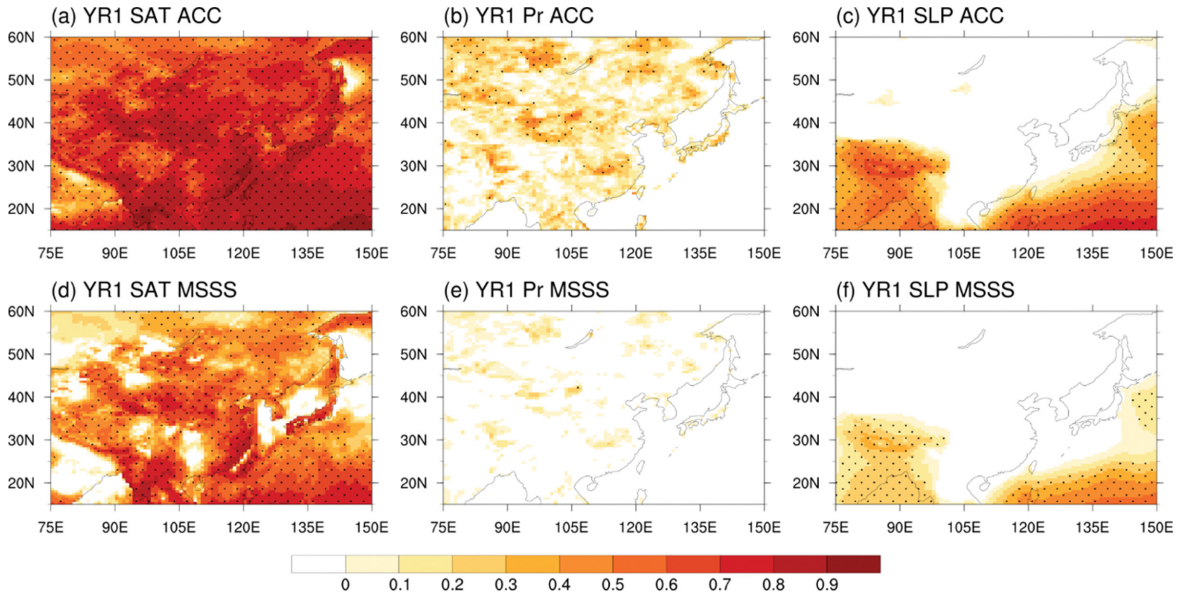 (a) YR1 SAT ACC
(b) YR1 Pr ACC
(c) YR1 SLP ACC
60N
50N
40N
30N
20N
75E 90E 105E 120E 135E 150E
60N
50N
40N
30N
20N
75E 90E 105E 120E 135E 150E
60N
50N
40N
30N
20N
75E 90E 105E 120E 135E 150E
(d) YR1 SAT MSSS
(e) YR1 Pr MSSS
(f) YR1 SLP MSSS
60N
50N
40N
30N
20N
75E 90E 105E 120E 135E 150E
60N
50N
40N
30N
20N
75E 90E 105E 120E 135E 150E
60N
50N
40N
30N
20N
75E 90E 105E 120E 135E 150E
0 0.1 0.2 0.3 0.4 0.5 0.6 0.7 0.8 0.9